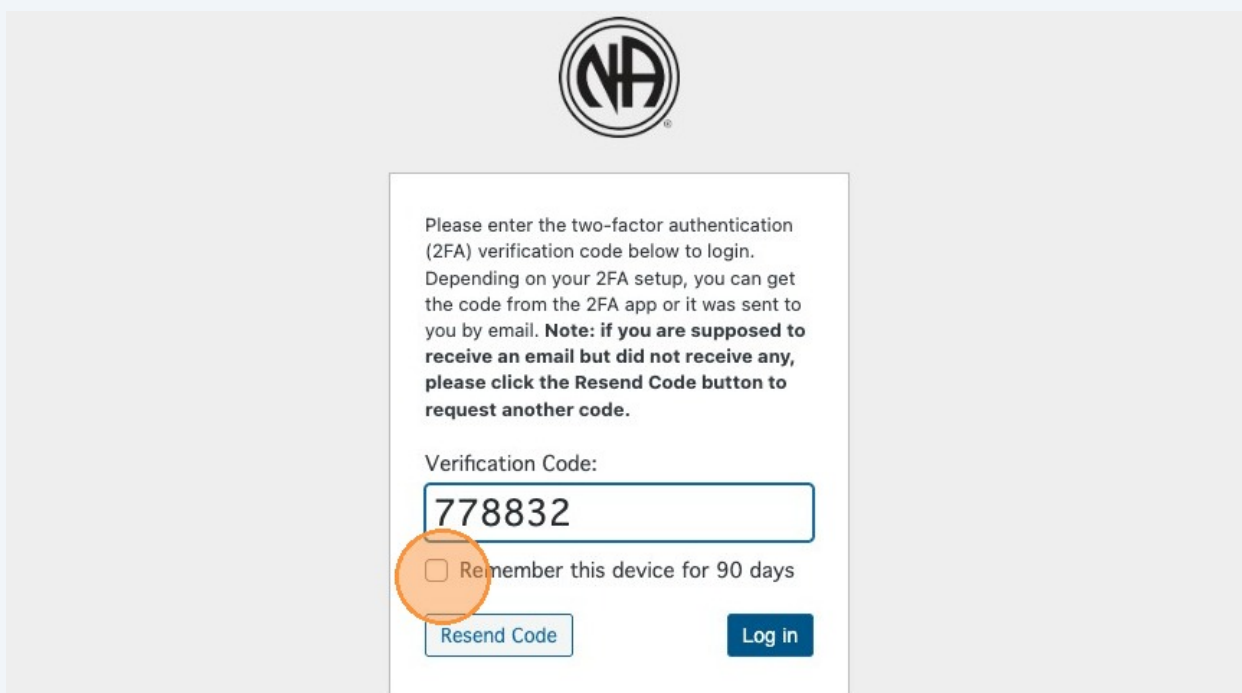 NA
®
Please enter the two-factor authentication
(2FA) verification code below to login.
Depending on your 2FA setup, you can get
the code from the 2FA app or it was sent to
you by email. Note: if you are supposed to
receive an email but did not receive any,
please click the Resend Code button to
request another code.
Verification Code:
778832
Remember this device for 90 days
Resend Code
Log in